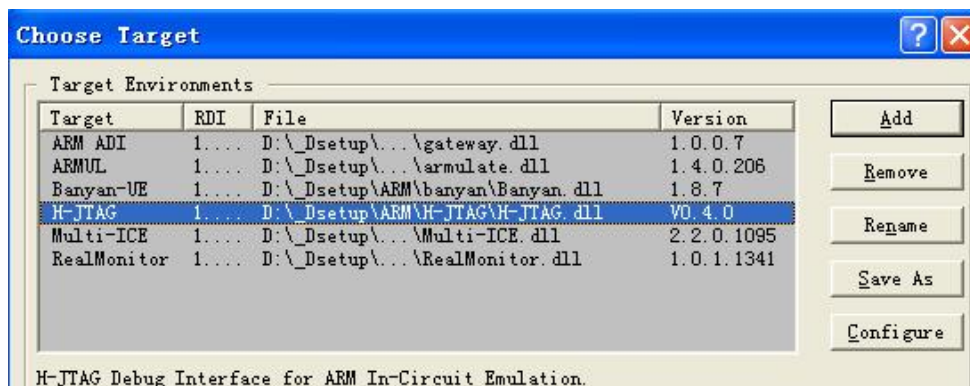 Choose Target
Target Environments
Target RDI File Version
ARM ADI 1.... D:\_Dsetup\...\gateway.dll 1.0.0.7
ARMUL 1.... D:\_Dsetup\...\armulate.dll 1.4.0.206
Banyan-UE 1.... D:\_Dsetup\ARM\banyan\Banyan.dll 1.8.7
H-JTAG 1.... D:\_Dsetup\ARM\H-JTAG\H-JTAG.dll V0.4.0
Multi-ICE 1.... D:\_Dsetup\...\Multi-ICE.dll 2.2.0.1095
RealMonitor 1.... D:\_Dsetup\...\RealMonitor.dll 1.0.1.1341
Add
Remove
Rename
Save As
Configure
H-JTAG Debug Interface for ARM In-Circuit Emulation.